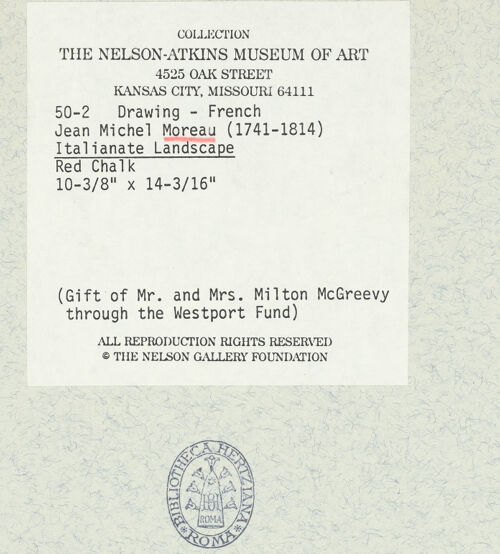 COLLECTION
THE NELSON-ATKINS MUSEUM OF ART
4525 OAK STREET
KANSAS CITY, MISSOURI 64111
50-2 Drawing - French
Jean Michel Moreau (1741-1814)
Italianate Landscape
Red Chalk
10-3/8" x 14-3/16"
(Gift of Mr. and Mrs. Milton McGreevy
through the Westport Fund)
ALL REPRODUCTION RIGHTS RESERVED
© THE NELSON GALLERY FOUNDATION
BIBLIOTHECA HERTZIANA
ROMA
*ROMA*